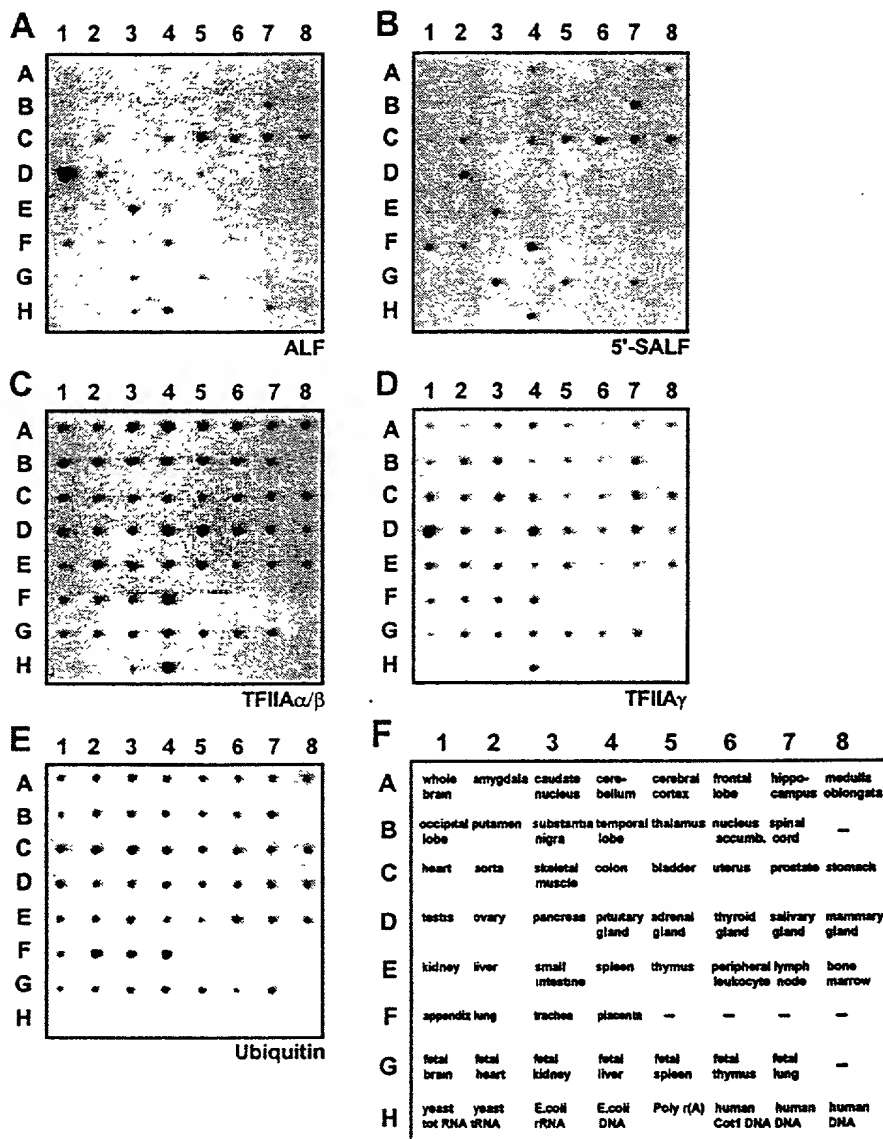 A
1 2 3 4 5 6 7 8
A
B
C
D
E
F
G
H
ALF
B
1 2 3 4 5 6 7 8
A
B
C
D
E
F
G
H
5'-SALF
C
1 2 3 4 5 6 7 8
A
B
C
D
E
F
G
H
TFIIAα/β
D
1 2 3 4 5 6 7 8
A
B
C
D
E
F
G
H
TFIIAγ
E
1 2 3 4 5 6 7 8
A
B
C
D
E
F
G
H
Ubiquitin
F
1 2 3 4 5 6 7 8
A
whole amygdala caudate cere- cerebral frontal hippo- medulla
brain nucleus bellum cortex lobe campus oblongata
B
occipital putamen substantia temporal thalamus nucleus spinal –
lobe nigra lobe accumb. cord
C
heart aorta skeletal colon bladder uterus prostate stomach
muscle
D
testis ovary pancreas pituitary adrenal thyroid salivary mammary
gland gland gland gland gland
E
kidney liver small spleen thymus peripheral lymph bone
intestine leukocyte node marrow
F
appendix lung trachea placenta – – – –
G
fetal fetal fetal fetal fetal fetal fetal –
brain heart kidney liver spleen thymus lung
H
yeast yeast E.coli E.coli Poly r(A) human human human
tot RNA tRNA rRNA DNA Cot1 DNA DNA DNA